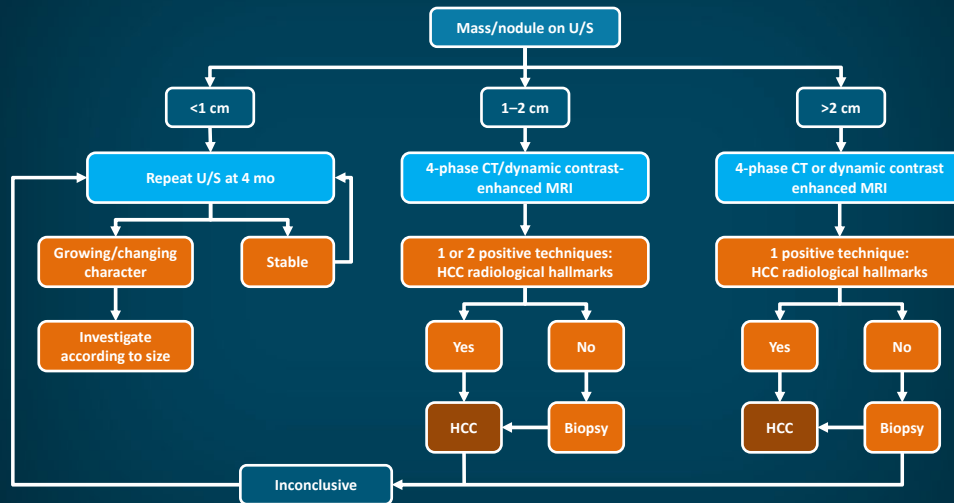 Mass/nodule on U/S
<1 cm
1–2 cm
>2 cm
Repeat U/S at 4 mo
4-phase CT/dynamic contrast-
enhanced MRI
4-phase CT or dynamic contrast
enhanced MRI
Growing/changing
character
Stable
1 or 2 positive techniques:
HCC radiological hallmarks
1 positive technique:
HCC radiological hallmarks
Investigate
according to size
Yes
No
Yes
No
HCC
Biopsy
HCC
Biopsy
Inconclusive